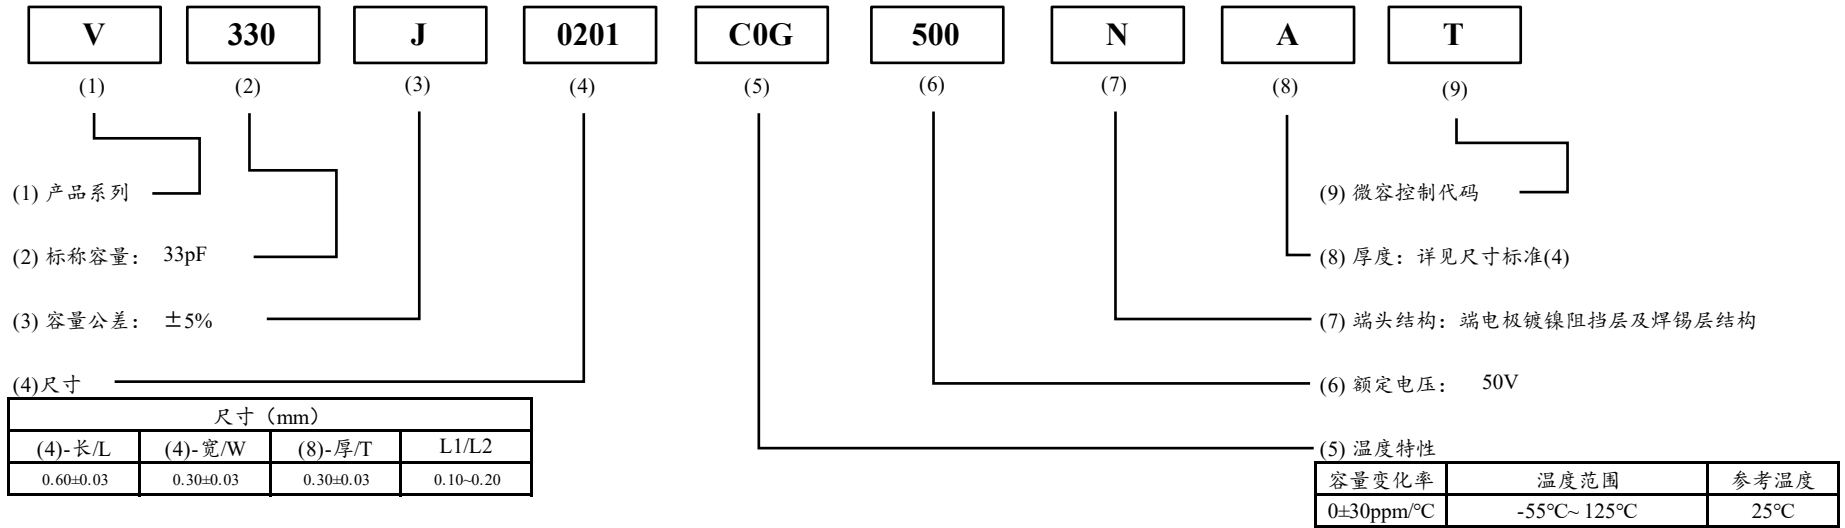 V 330 J 0201 C0G 500 N A T
(1) (2) (3) (4) (5) (6) (7) (8) (9)
(1) 产品系列
(9) 微容控制代码
(2) 标称容量： 33pF
(8) 厚度：详见尺寸标准(4)
(3) 容量公差： ±5%
(7) 端头结构：端电极镀镍阻挡层及焊锡层结构
(4)尺寸
(6) 额定电压： 50V
尺寸（mm）
(4)-长/L (4)-宽/W (8)-厚/T L1/L2
0.60±0.03 0.30±0.03 0.30±0.03 0.10~0.20
(5) 温度特性
容量变化率 温度范围 参考温度
0±30ppm/°C -55°C~ 125°C 25°C